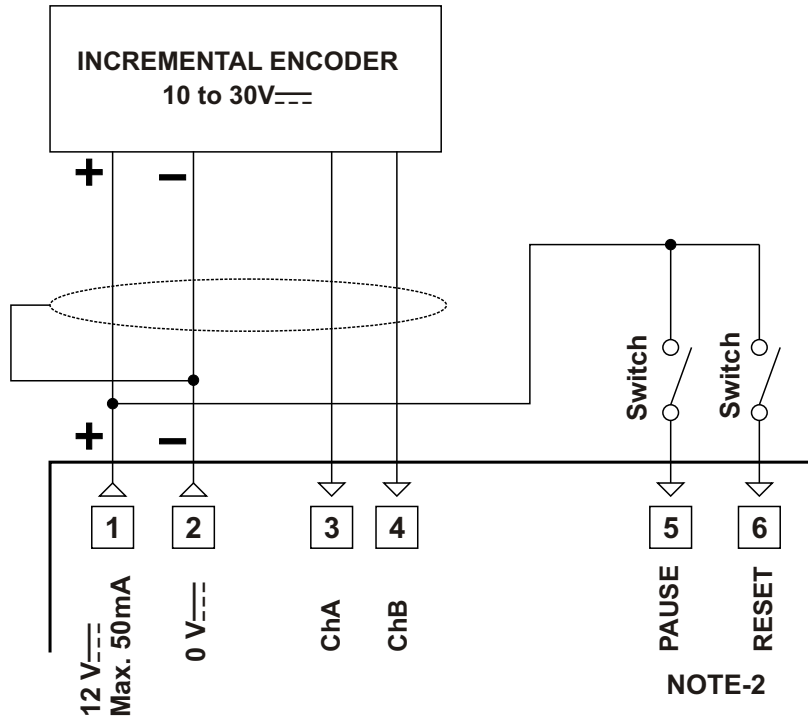 INCREMENTAL ENCODER
10 to 30V⎓
+ –
Switch
Switch
+ –
1
2
3
4
5
6
12 V⎓
Max. 50mA
0 V⎓
ChA
ChB
PAUSE
RESET
NOTE-2